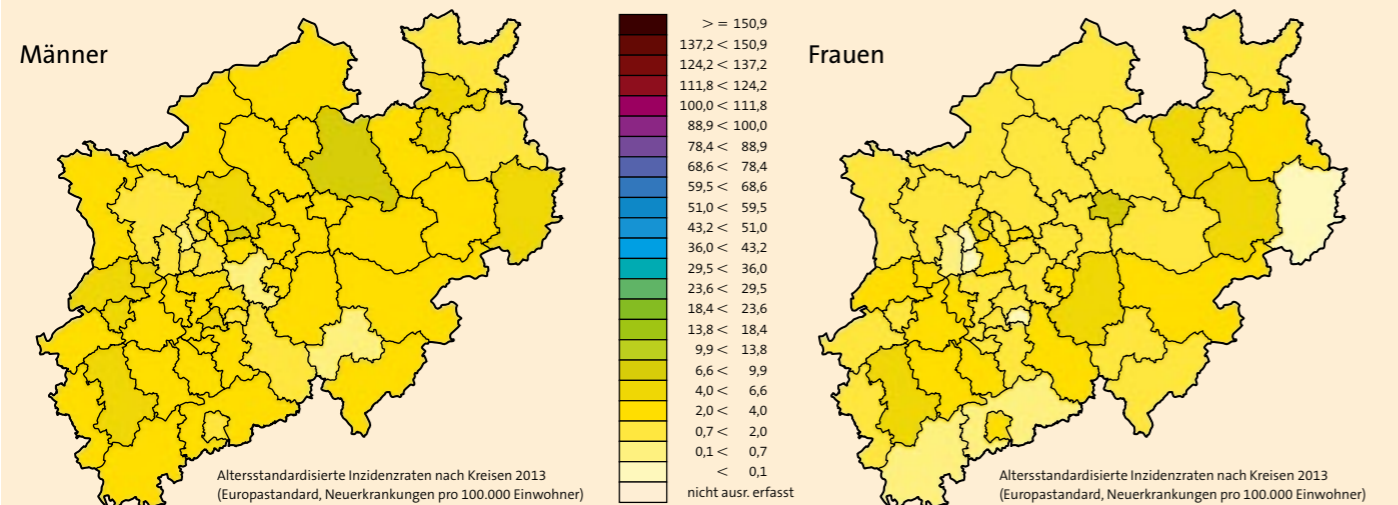 Männer
> = 150,9
137,2 < 150,9
124,2 < 137,2
111,8 < 124,2
100,0 < 111,8
88,9 < 100,0
78,4 < 88,9
68,6 < 78,4
59,5 < 68,6
51,0 < 59,5
43,2 < 51,0
36,0 < 43,2
29,5 < 36,0
23,6 < 29,5
18,4 < 23,6
13,8 < 18,4
9,9 < 13,8
6,6 < 9,9
4,0 < 6,6
2,0 < 4,0
0,7 < 2,0
0,1 < 0,7
< 0,1
nicht ausr. erfasst
Altersstandardisierte Inzidenzraten nach Kreisen 2013
(Europastandard, Neuerkrankungen pro 100.000 Einwohner)
Frauen
Altersstandardisierte Inzidenzraten nach Kreisen 2013
(Europastandard, Neuerkrankungen pro 100.000 Einwohner)